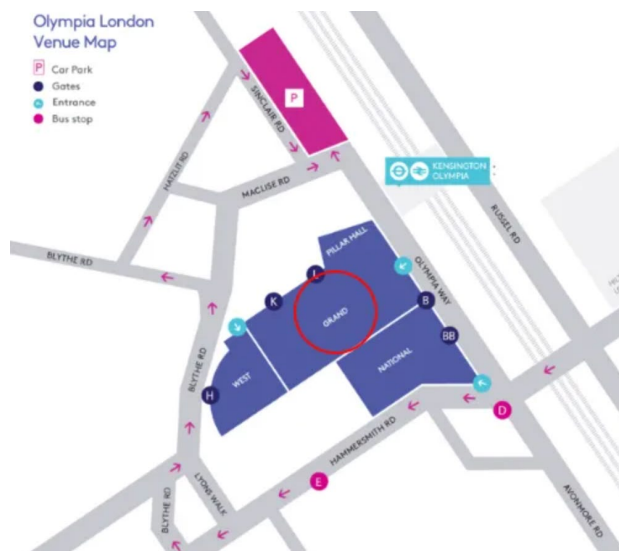 Olympia London
Venue Map
P Car Park
Gates
Entrance
Bus stop
P
SINCLAIR RD
HAZLIT RD
MACLISE RD
KENSINGTON
OLYMPIA
RUSSEL RD
BLYTHE RD
PILLAR HALL
OLYMPIA WAY
L
K
B
GRAND
BB
NATIONAL
WEST
H
BLYTHE RD
D
HAMMERSMITH RD
E
LYONS WALK
BLYTHE RD
AVONMORE RD